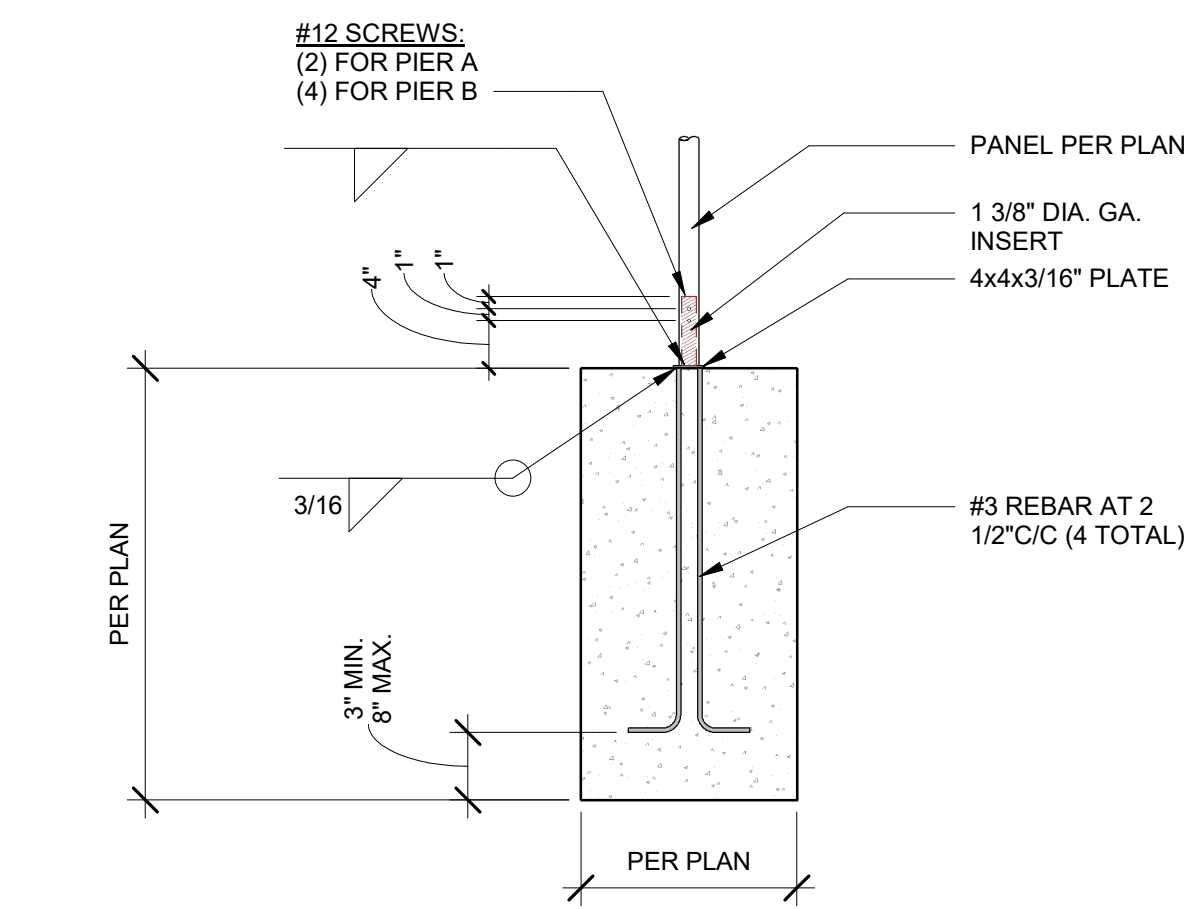 #12 SCREWS:
(2) FOR PIER A
(4) FOR PIER B
PANEL PER PLAN
1 3/8" DIA. GA.
INSERT
4x4x3/16" PLATE
4"
1"
1"
3/16
#3 REBAR AT 2
1/2"C/C (4 TOTAL)
PER PLAN
3" MIN.
8" MAX.
PER PLAN